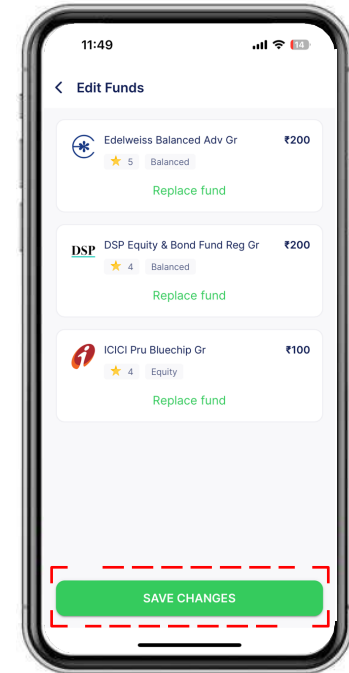 11:49
14
Edit Funds
Edelweiss Balanced Adv Gr ₹200
5 Balanced
Replace fund
DSP DSP Equity & Bond Fund Reg Gr ₹200
4 Balanced
Replace fund
ICICI Pru Bluechip Gr ₹100
4 Equity
Replace fund
SAVE CHANGES